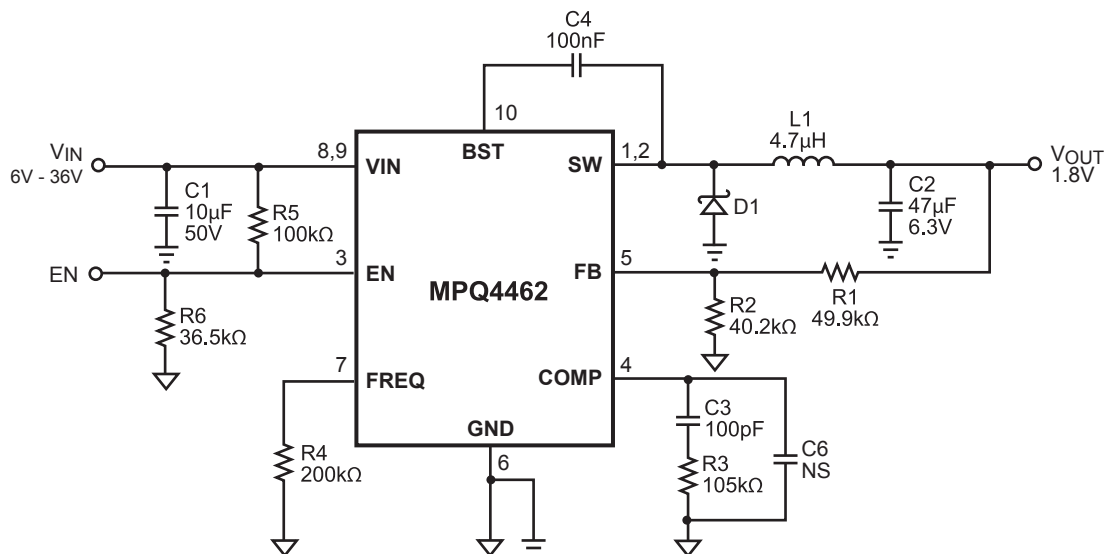 C4
100nF
10
L1
4.7µH
VIN
6V - 36V
8,9
VIN
BST
SW
1,2
VOUT
1.8V
C1
10µF
50V
R5
100kΩ
D1
C2
47µF
6.3V
EN
3
EN
MPQ4462
FB
5
R6
36.5kΩ
R2
40.2kΩ
R1
49.9kΩ
7
FREQ
COMP
4
GND
6
R4
200kΩ
C3
100pF
R3
105kΩ
C6
NS